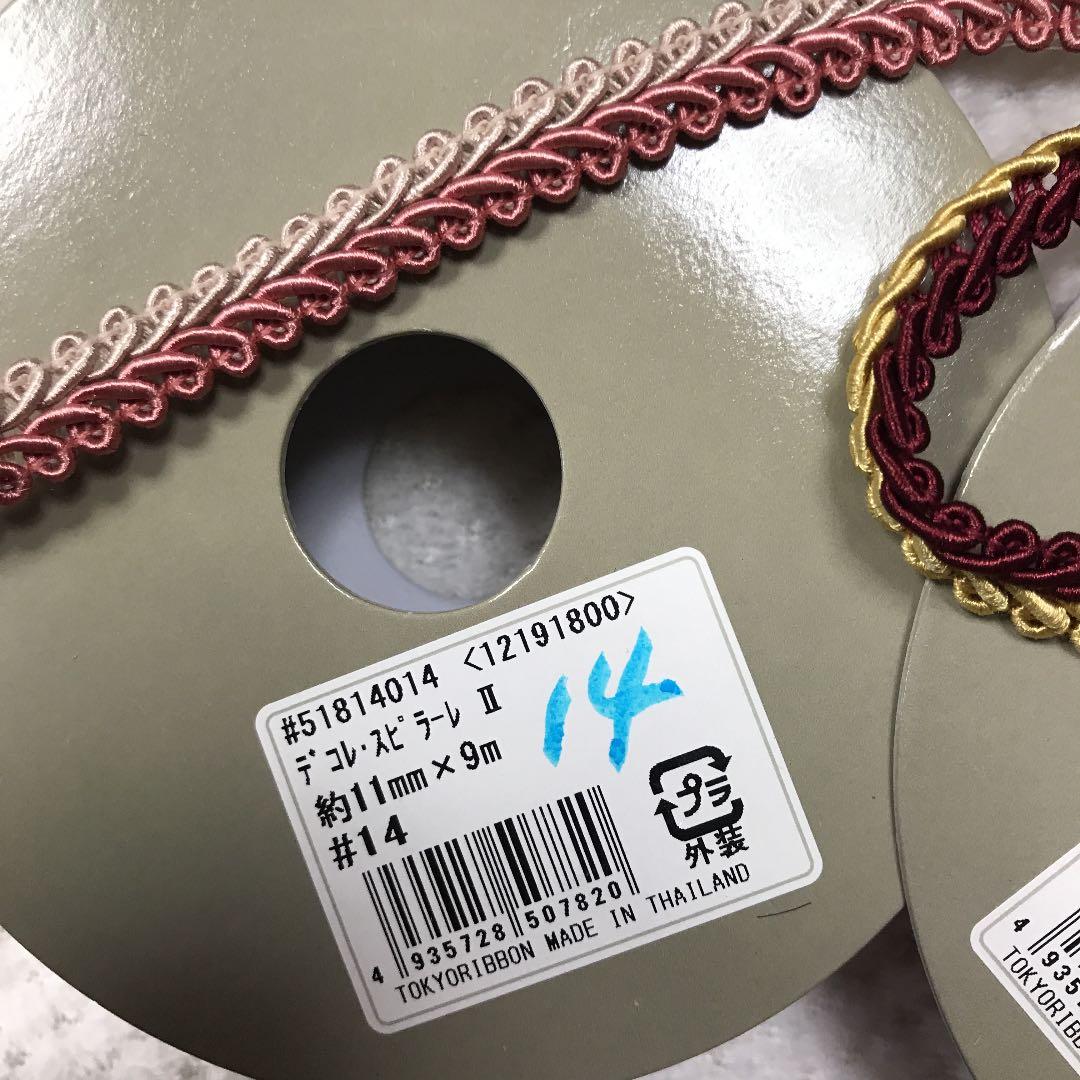 #51814014 <12191800>
ﾃﾞｺﾚ･ｽﾋﾟﾗｰﾚ Ⅱ
約11mm×9m
#14
14
プラ
外装
4 935728 507820
TOKYORIBBON MADE IN THAILAND
4 935
TOKYORIBB